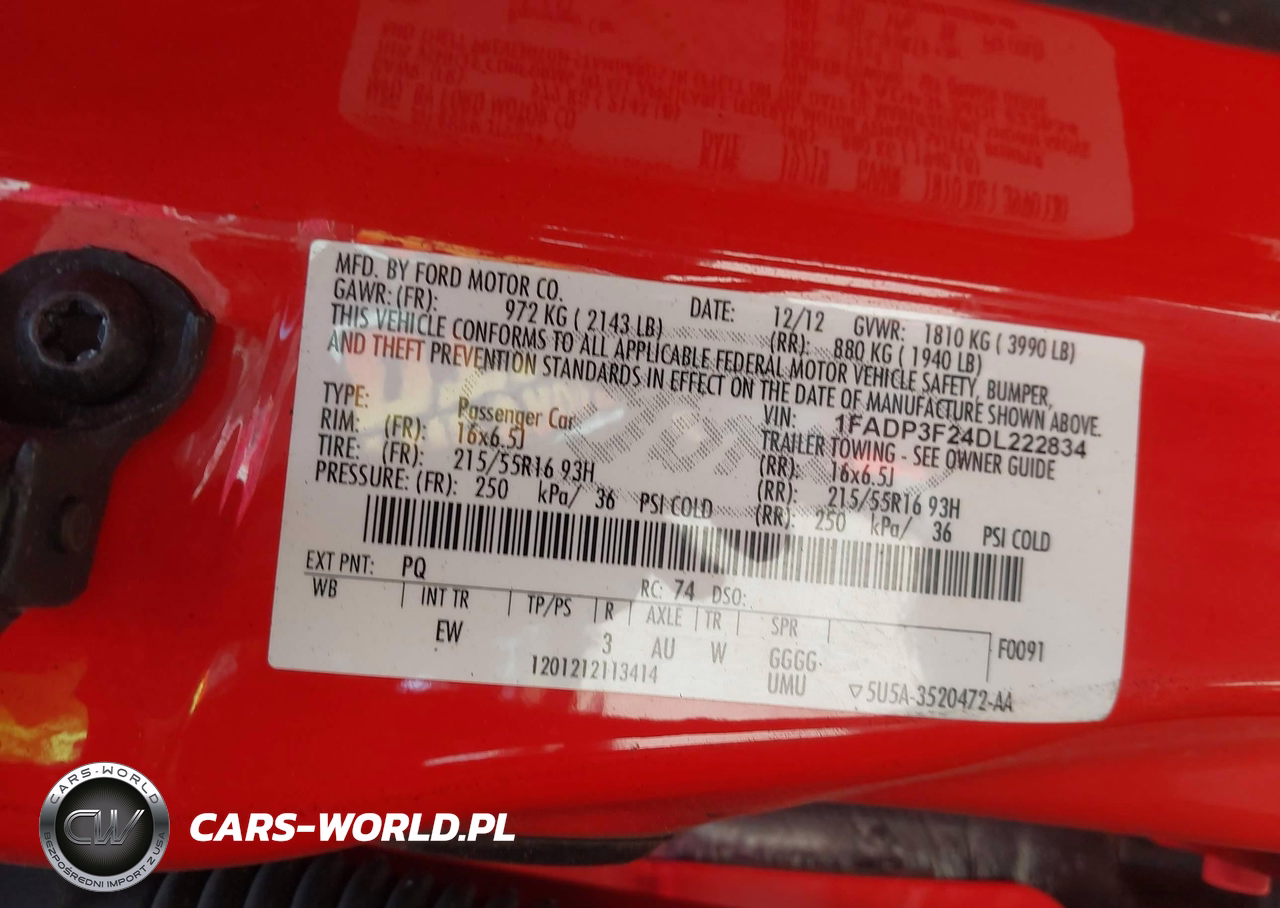 MFD. BY FORD MOTOR CO. DATE: 12/12 GVWR: 1810 KG ( 3990 LB)
GAWR: (FR): 972 KG ( 2143 LB) (RR): 880 KG ( 1940 LB)
THIS VEHICLE CONFORMS TO ALL APPLICABLE FEDERAL MOTOR VEHICLE SAFETY, BUMPER,
AND THEFT PREVENTION STANDARDS IN EFFECT ON THE DATE OF MANUFACTURE SHOWN ABOVE.
VIN: 1FADP3F24DL222834
TYPE: Passenger Car TRAILER TOWING - SEE OWNER GUIDE
RIM: (FR): 16x6.5J (RR): 16x6.5J
TIRE: (FR): 215/55R16 93H (RR): 215/55R16 93H
PRESSURE: (FR): 250 kPa/ 36 PSI COLD (RR): 250 kPa/ 36 PSI COLD
EXT PNT: PQ RC: 74 DSO:
WB INT TR TP/PS R AXLE TR SPR F0091
EW 3 AU W GGGG-
1201212113414 UMU ▽5U5A-3520472-AA
CARS-WORLD
CW
BEZPOŚREDNI IMPORT Z USA
CARS-WORLD.PL